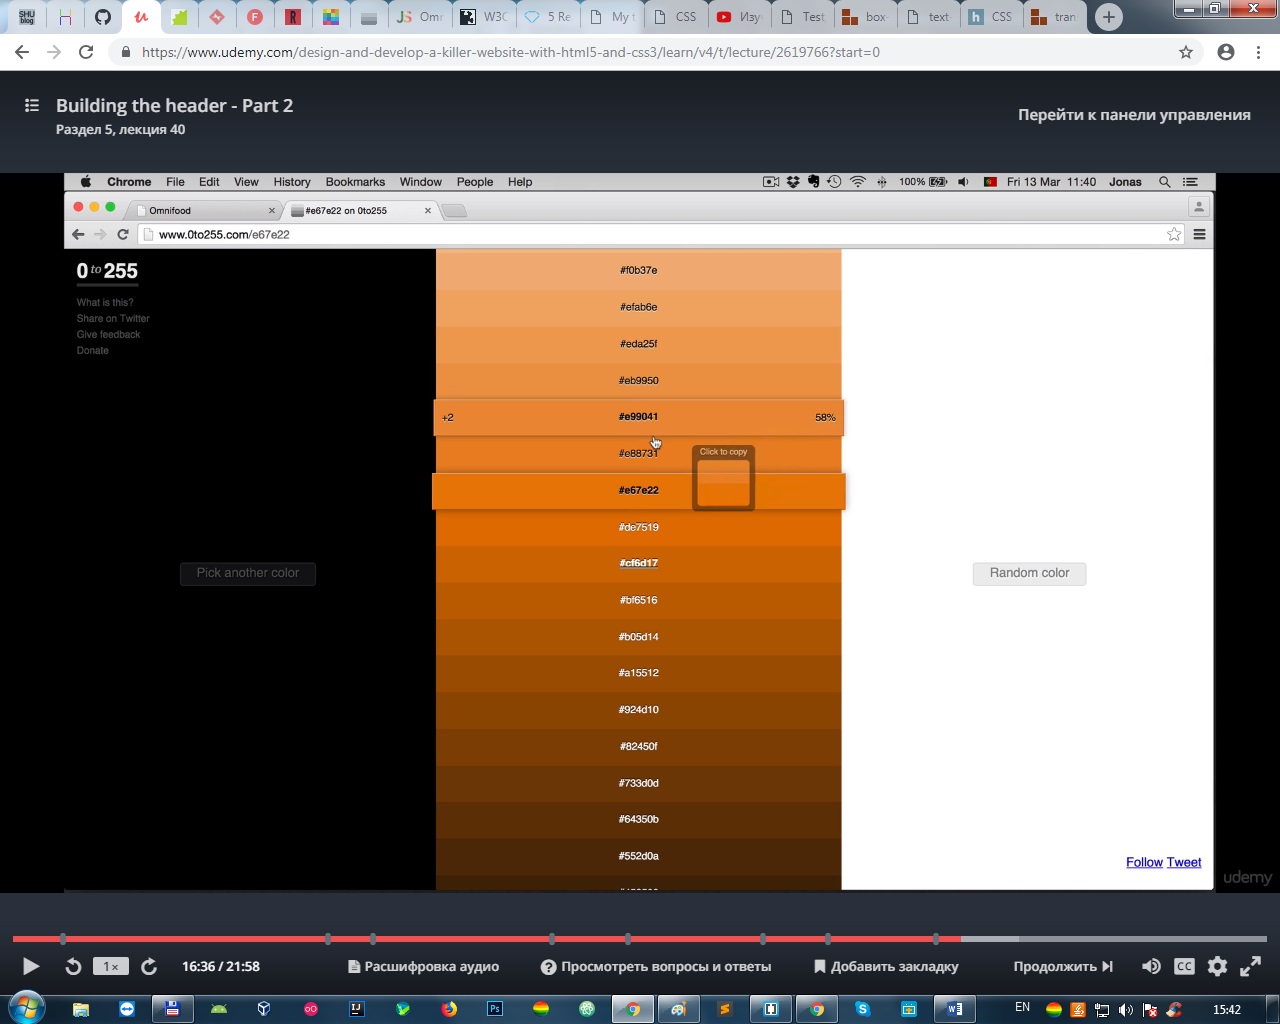 SHU
blog
H
F
R
JS Omr
W3C
5 Re
My t
CSS
Изу
Test
box-
text
h CSS
tran
https://www.udemy.com/design-and-develop-a-killer-website-with-html5-and-css3/learn/v4/t/lecture/2619766?start=0
Building the header - Part 2
Раздел 5, лекция 40
Перейти к панели управления
Chrome File Edit View History Bookmarks Window People Help
100% Fri 13 Mar 11:40 Jonas
Omnifood
#e67e22 on 0to255
www.0to255.com/e67e22
0 to 255
What is this?
Share on Twitter
Give feedback
Donate
#f0b37e
#efab6e
#eda25f
#eb9950
+2 #e99041 58%
#e88731
Click to copy
#e67e22
#de7519
#cf6d17
Pick another color
Random color
#bf6516
#b05d14
#a15512
#924d10
#82450f
#733d0d
#64350b
#552d0a
Follow Tweet
udemy
1×
16:36 / 21:58
Расшифровка аудио
? Просмотреть вопросы и ответы
Добавить закладку
Продолжить
CC
IJ
Ps
S
W
EN
15:42